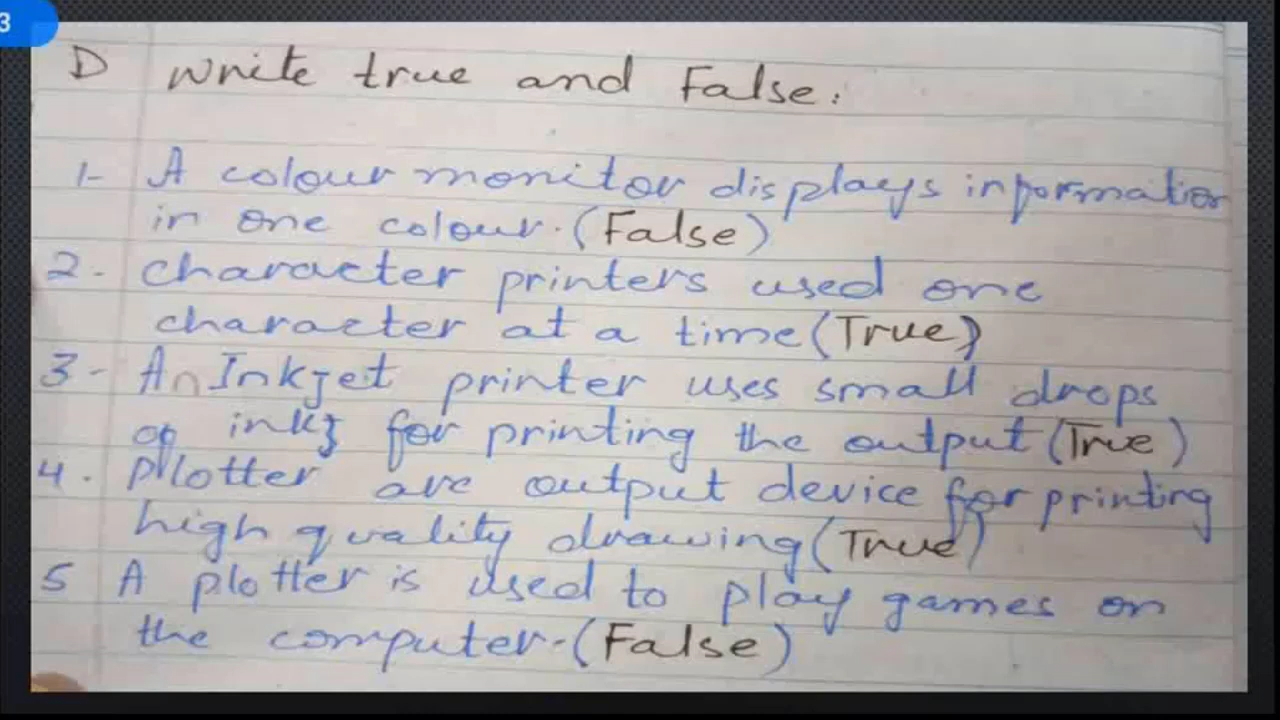 3
D write true and False:
1- A colour monitor displays information
in one colour. (False)
2. character printers used one
character at a time (True)
3- An Inkjet printer uses small drops
of ink for printing the output (True)
4. Plotter are output device for printing
high quality drawing (True)
5 A plotter is used to play games on
the computer. (False)